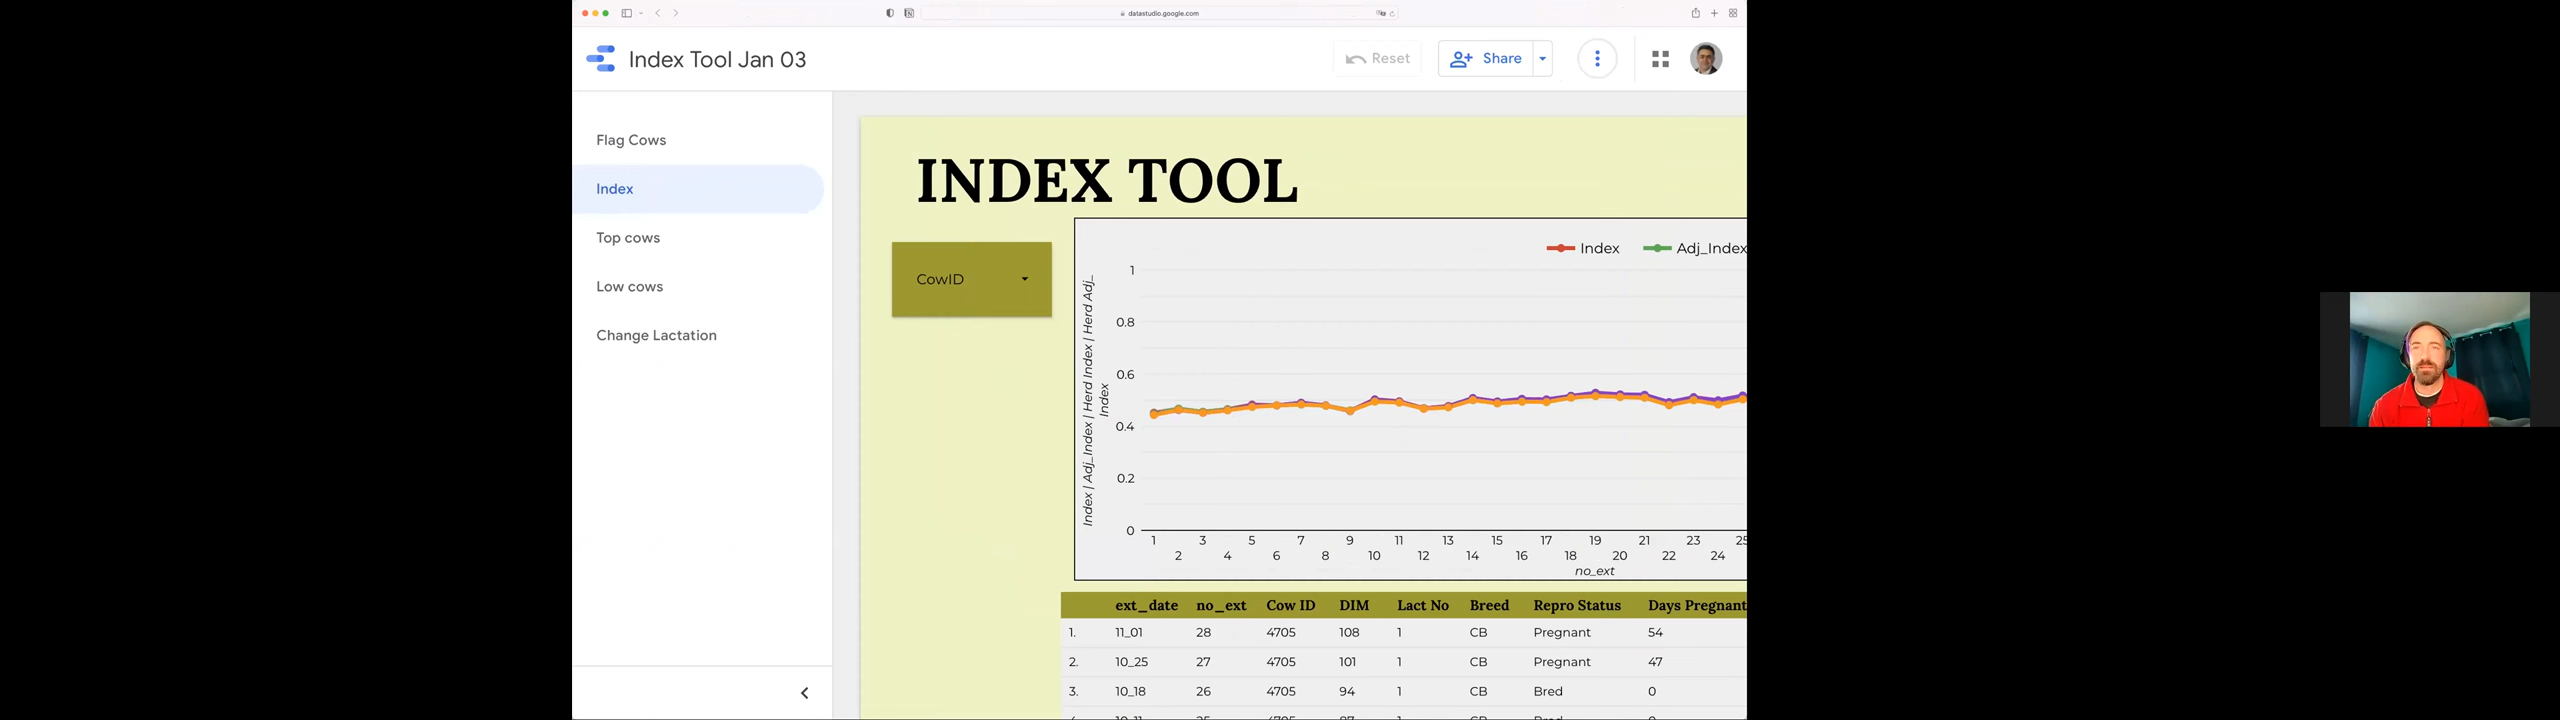 datastudio.google.com
Index Tool Jan 03
Reset
Share
Flag Cows
Index
Top cows
Low cows
Change Lactation
INDEX TOOL
CowID
Index
Adj_Index
Index | Adj_Index | Herd Index | Herd Adj_
Index
1
0.8
0.6
0.4
0.2
0
1 3 5 7 9 11 13 15 17 19 21 23 25
2 4 6 8 10 12 14 16 18 20 22 24
no_ext
ext_date no_ext Cow ID DIM Lact No Breed Repro Status Days Pregnant
1. 11_01 28 4705 108 1 CB Pregnant 54
2. 10_25 27 4705 101 1 CB Pregnant 47
3. 10_18 26 4705 94 1 CB Bred 0